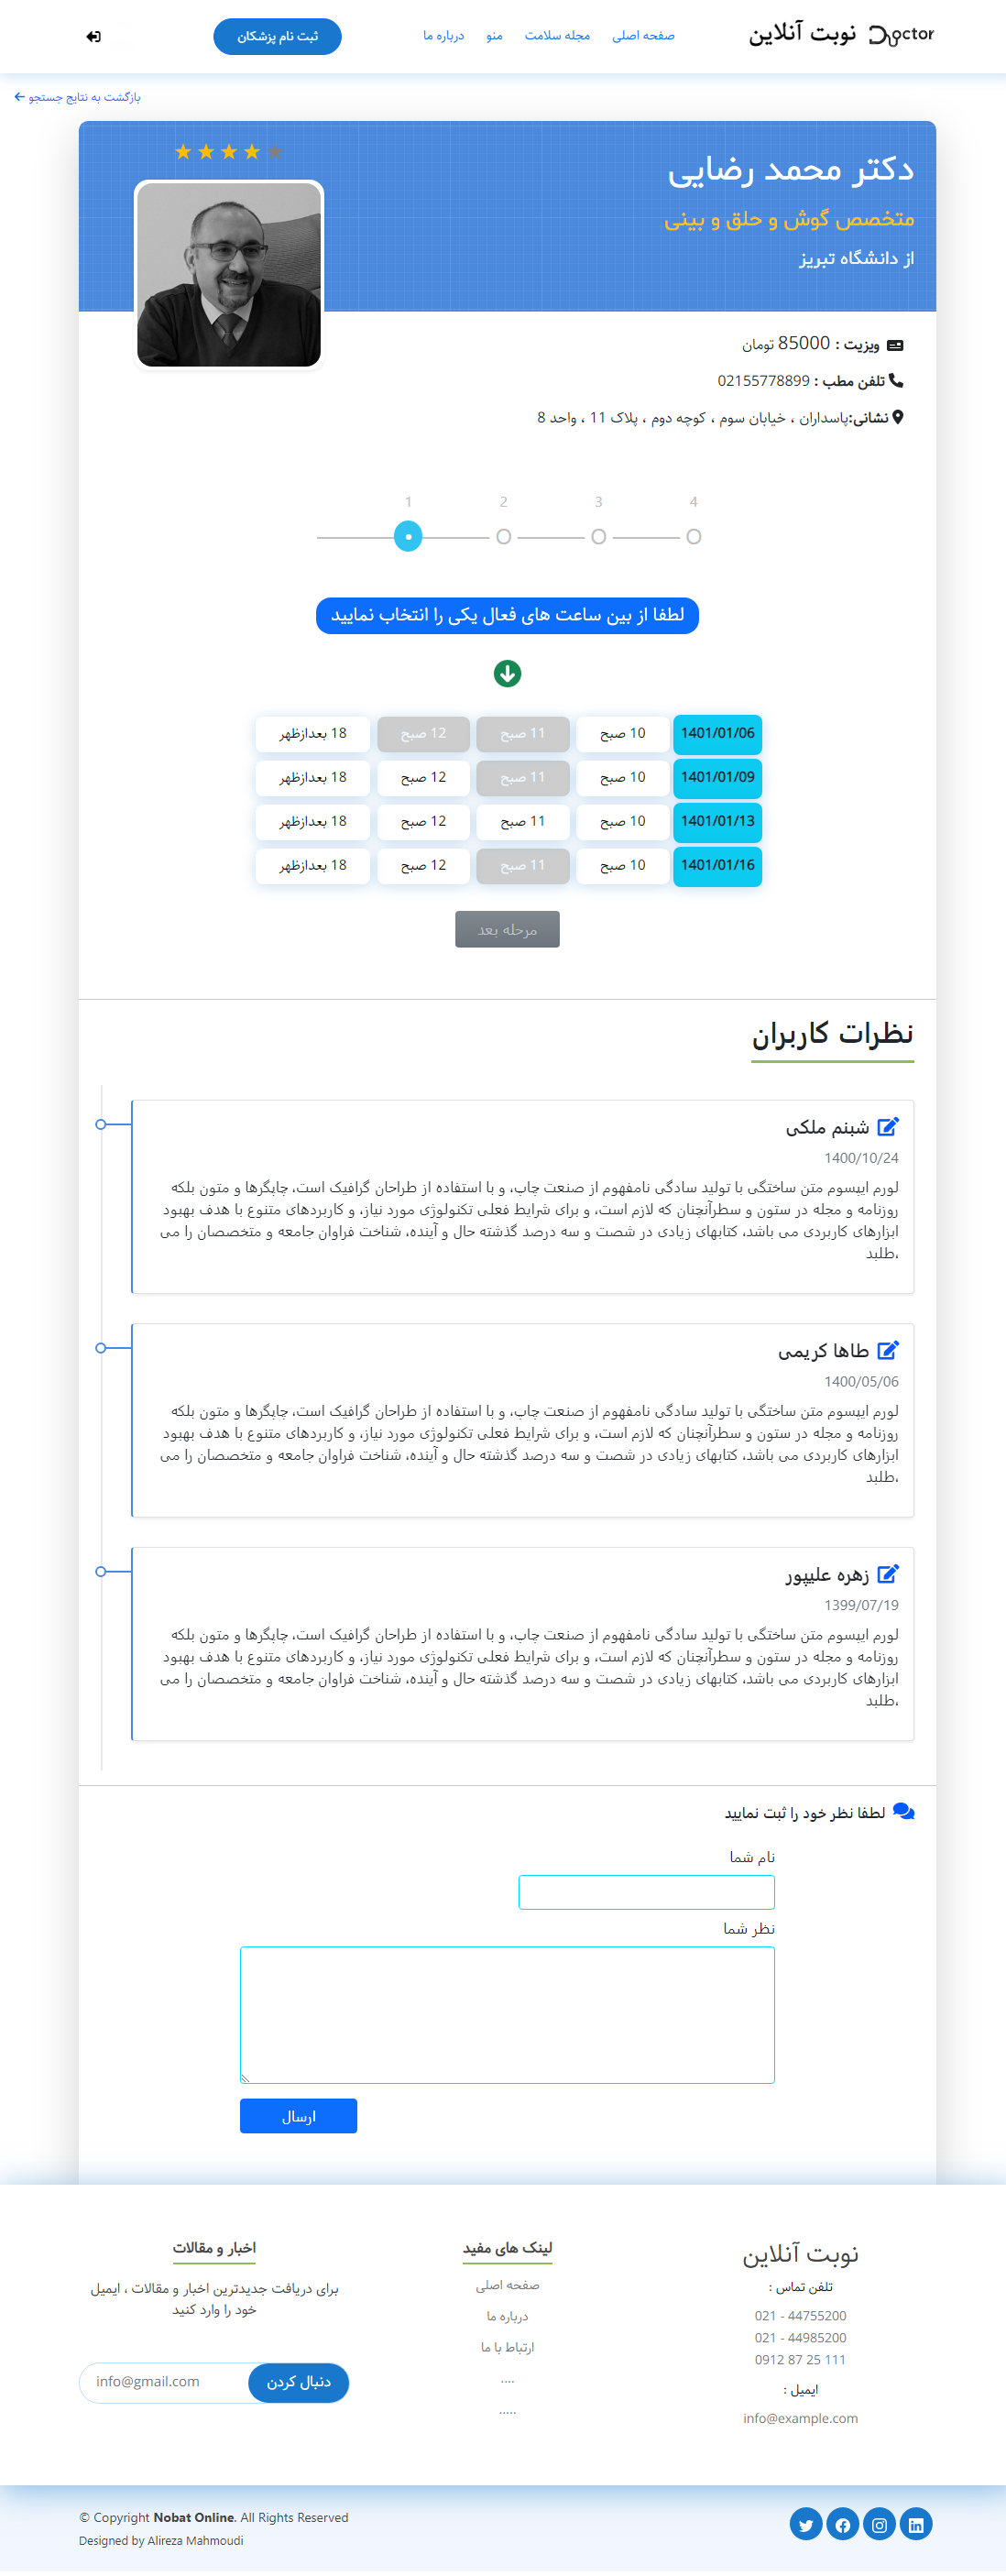 Doctor نوبت آنلاین
صفحه اصلی مجله سلامت منو درباره ما
ثبت نام پزشکان
بازگشت به نتایج جستجو
دکتر محمد رضایی
متخصص گوش و حلق و بینی
از دانشگاه تبریز
ویزیت : 85000 تومان
تلفن مطب : 02155778899
نشانی:پاسداران ، خیابان سوم ، کوچه دوم ، پلاک 11 ، واحد 8
1 2 3 4
لطفا از بین ساعت های فعال یکی را انتخاب نمایید
1401/01/06 10 صبح 11 صبح 12 صبح 18 بعدازظهر
1401/01/09 10 صبح 11 صبح 12 صبح 18 بعدازظهر
1401/01/13 10 صبح 11 صبح 12 صبح 18 بعدازظهر
1401/01/16 10 صبح 11 صبح 12 صبح 18 بعدازظهر
مرحله بعد
نظرات کاربران
شبنم ملکی
1400/10/24
لورم ایپسوم متن ساختگی با تولید سادگی نامفهوم از صنعت چاپ، و با استفاده از طراحان گرافیک است، چاپگرها و متون بلکه
روزنامه و مجله در ستون و سطرآنچنان که لازم است، و برای شرایط فعلی تکنولوژی مورد نیاز، و کاربردهای متنوع با هدف بهبود
ابزارهای کاربردی می باشد، کتابهای زیادی در شصت و سه درصد گذشته حال و آینده، شناخت فراوان جامعه و متخصصان را می
طلبد،
طاها کریمی
1400/05/06
لورم ایپسوم متن ساختگی با تولید سادگی نامفهوم از صنعت چاپ، و با استفاده از طراحان گرافیک است، چاپگرها و متون بلکه
روزنامه و مجله در ستون و سطرآنچنان که لازم است، و برای شرایط فعلی تکنولوژی مورد نیاز، و کاربردهای متنوع با هدف بهبود
ابزارهای کاربردی می باشد، کتابهای زیادی در شصت و سه درصد گذشته حال و آینده، شناخت فراوان جامعه و متخصصان را می
طلبد،
زهره علیپور
1399/07/19
لورم ایپسوم متن ساختگی با تولید سادگی نامفهوم از صنعت چاپ، و با استفاده از طراحان گرافیک است، چاپگرها و متون بلکه
روزنامه و مجله در ستون و سطرآنچنان که لازم است، و برای شرایط فعلی تکنولوژی مورد نیاز، و کاربردهای متنوع با هدف بهبود
ابزارهای کاربردی می باشد، کتابهای زیادی در شصت و سه درصد گذشته حال و آینده، شناخت فراوان جامعه و متخصصان را می
طلبد،
لطفا نظر خود را ثبت نمایید
نام شما
نظر شما
ارسال
نوبت آنلاین
تلفن تماس :
021 - 44755200
021 - 44985200
0912 87 25 111
ایمیل :
info@example.com
لینک های مفید
صفحه اصلی
درباره ما
ارتباط با ما
....
.....
اخبار و مقالات
برای دریافت جدیدترین اخبار و مقالات ، ایمیل
خود را وارد کنید
info@gmail.com
دنبال کردن
© Copyright Nobat Online. All Rights Reserved
Designed by Alireza Mahmoudi